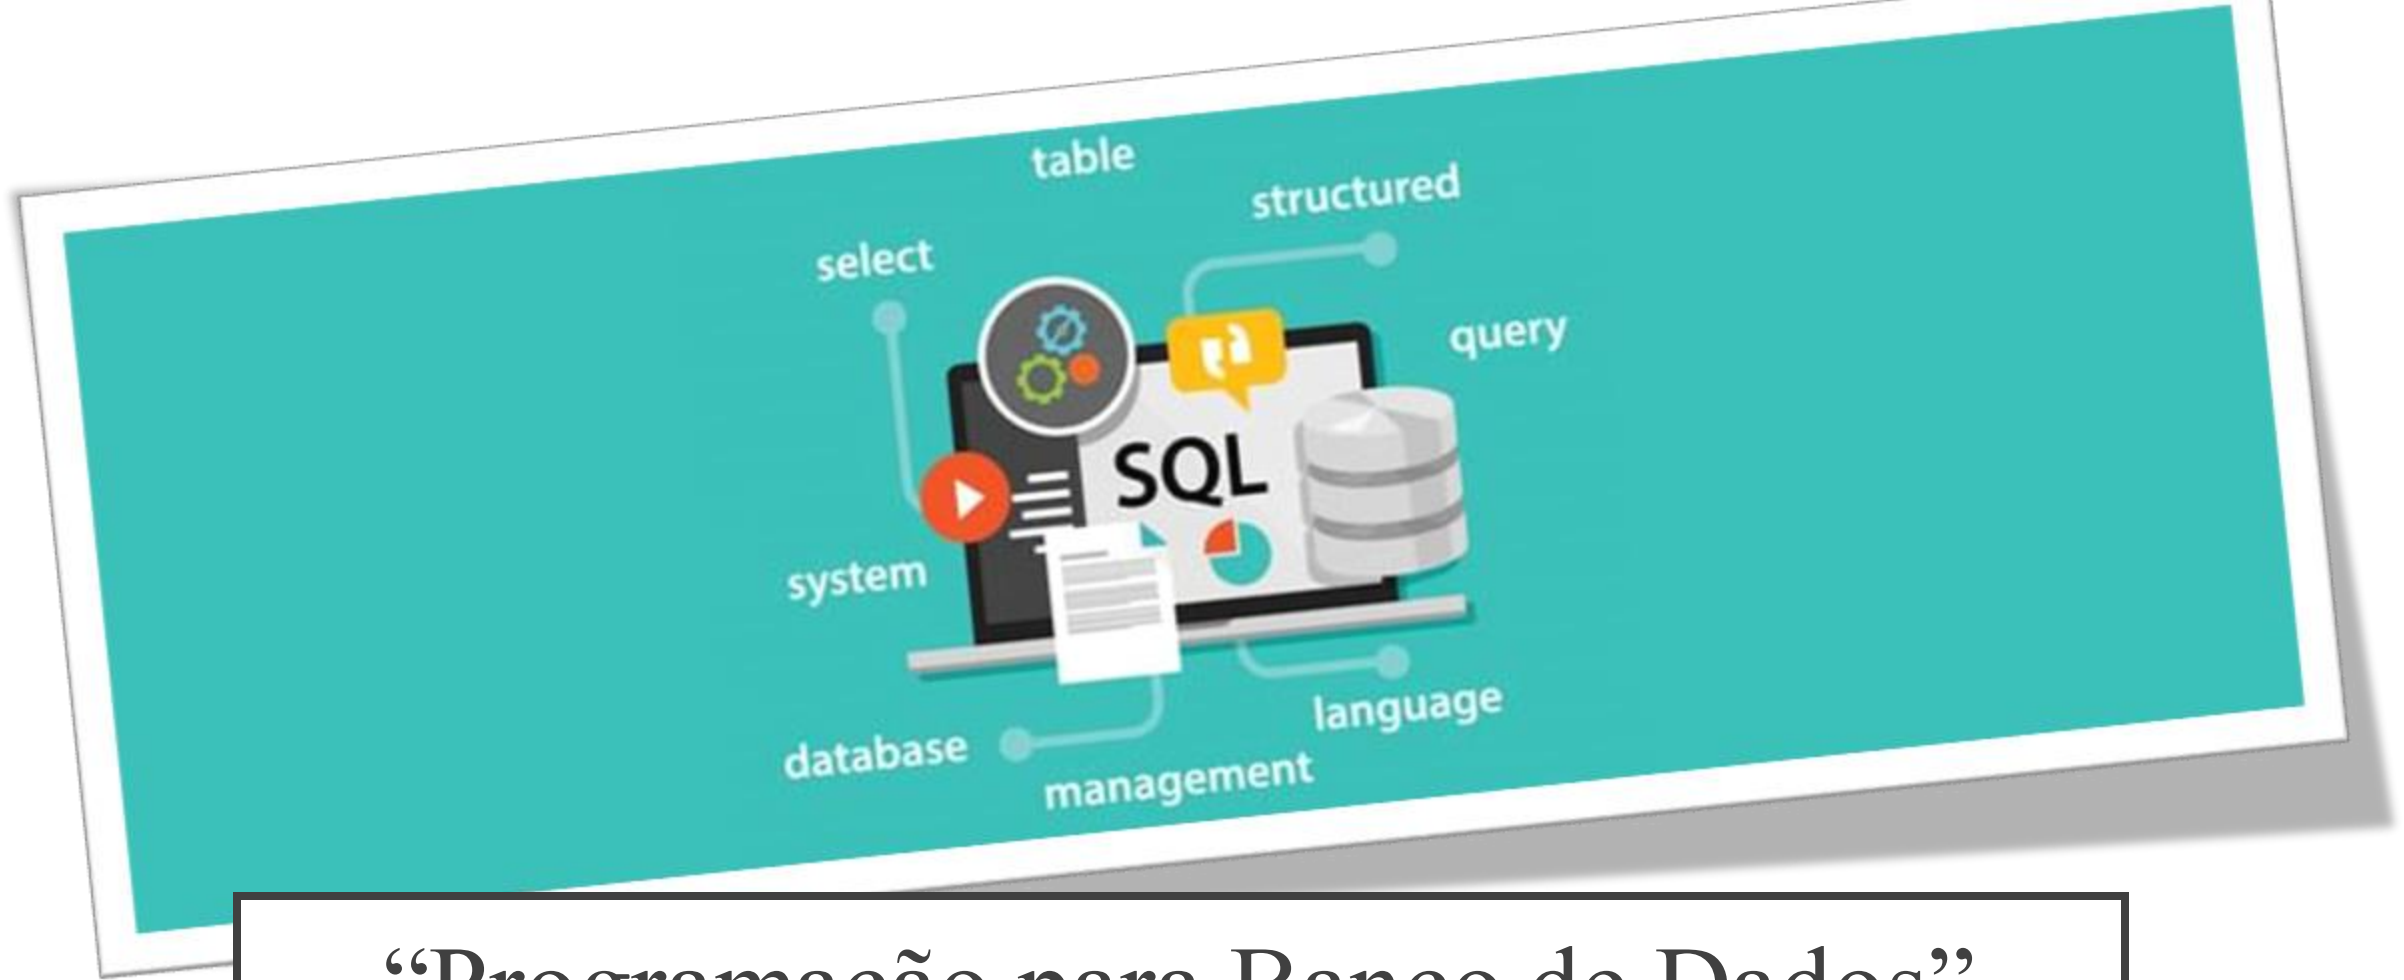 table
structured
select
query
SQL
system
language
database
management
“Programação para Banco de Dados”